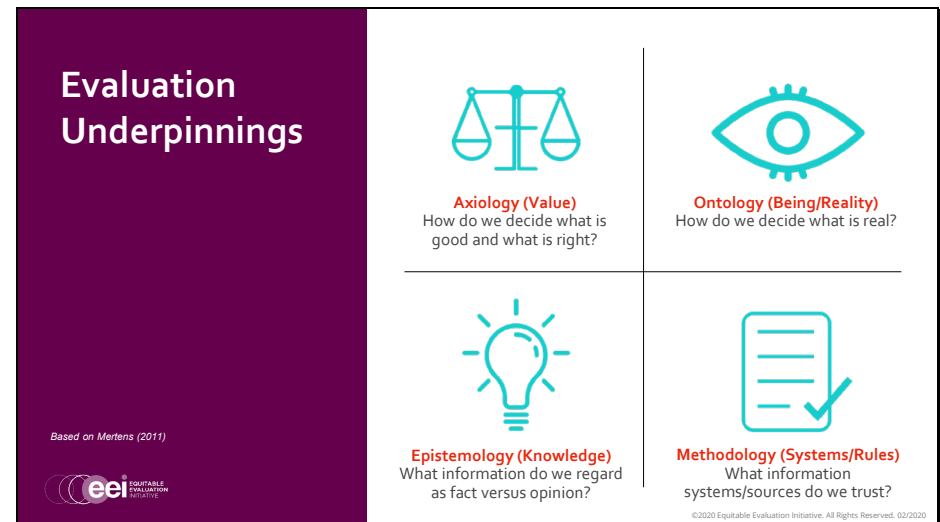 Evaluation
Underpinnings
Axiology (Value)
How do we decide what is
good and what is right?
Ontology (Being/Reality)
How do we decide what is real?
Epistemology (Knowledge)
What information do we regard
as fact versus opinion?
Methodology (Systems/Rules)
What information
systems/sources do we trust?
Based on Mertens (2011)
eei
EQUITABLE
EVALUATION
INITIATIVE
©2020 Equitable Evaluation Initiative. All Rights Reserved. 02/2020